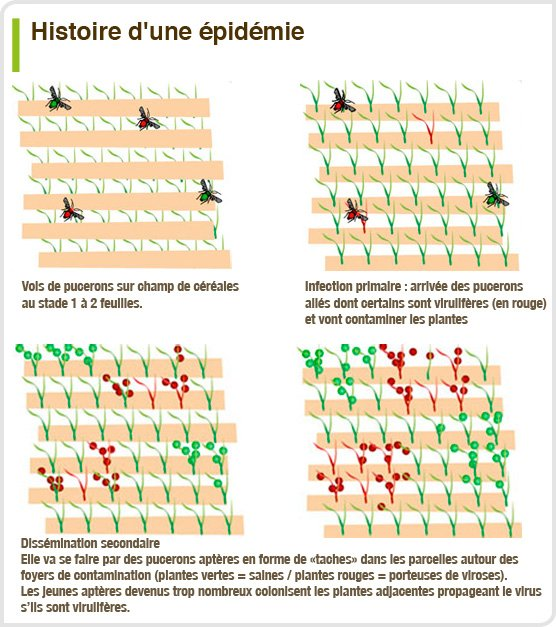 Histoire d'une épidémie
Vols de pucerons sur champ de céréales
au stade 1 à 2 feuilles.
Infection primaire : arrivée des pucerons
ailés dont certains sont virulifères (en rouge)
et vont contaminer les plantes
Dissémination secondaire
Elle va se faire par des pucerons aptères en forme de «taches» dans les parcelles autour des
foyers de contamination (plantes vertes = saines / plantes rouges = porteuses de viroses).
Les jeunes aptères devenus trop nombreux colonisent les plantes adjacentes propageant le virus
s'ils sont virulifères.